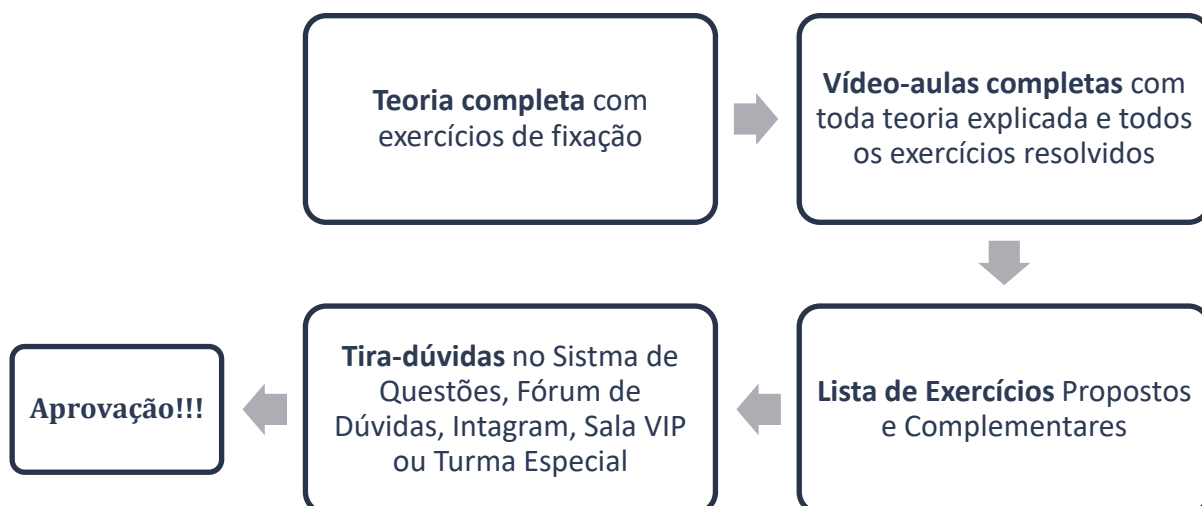 Teoria completa com
exercícios de fixação
Vídeo-aulas completas com
toda teoria explicada e todos
os exercícios resolvidos
Lista de Exercícios Propostos
e Complementares
Tira-dúvidas no Sistma de
Questões, Fórum de
Dúvidas, Intagram, Sala VIP
ou Turma Especial
Aprovação!!!